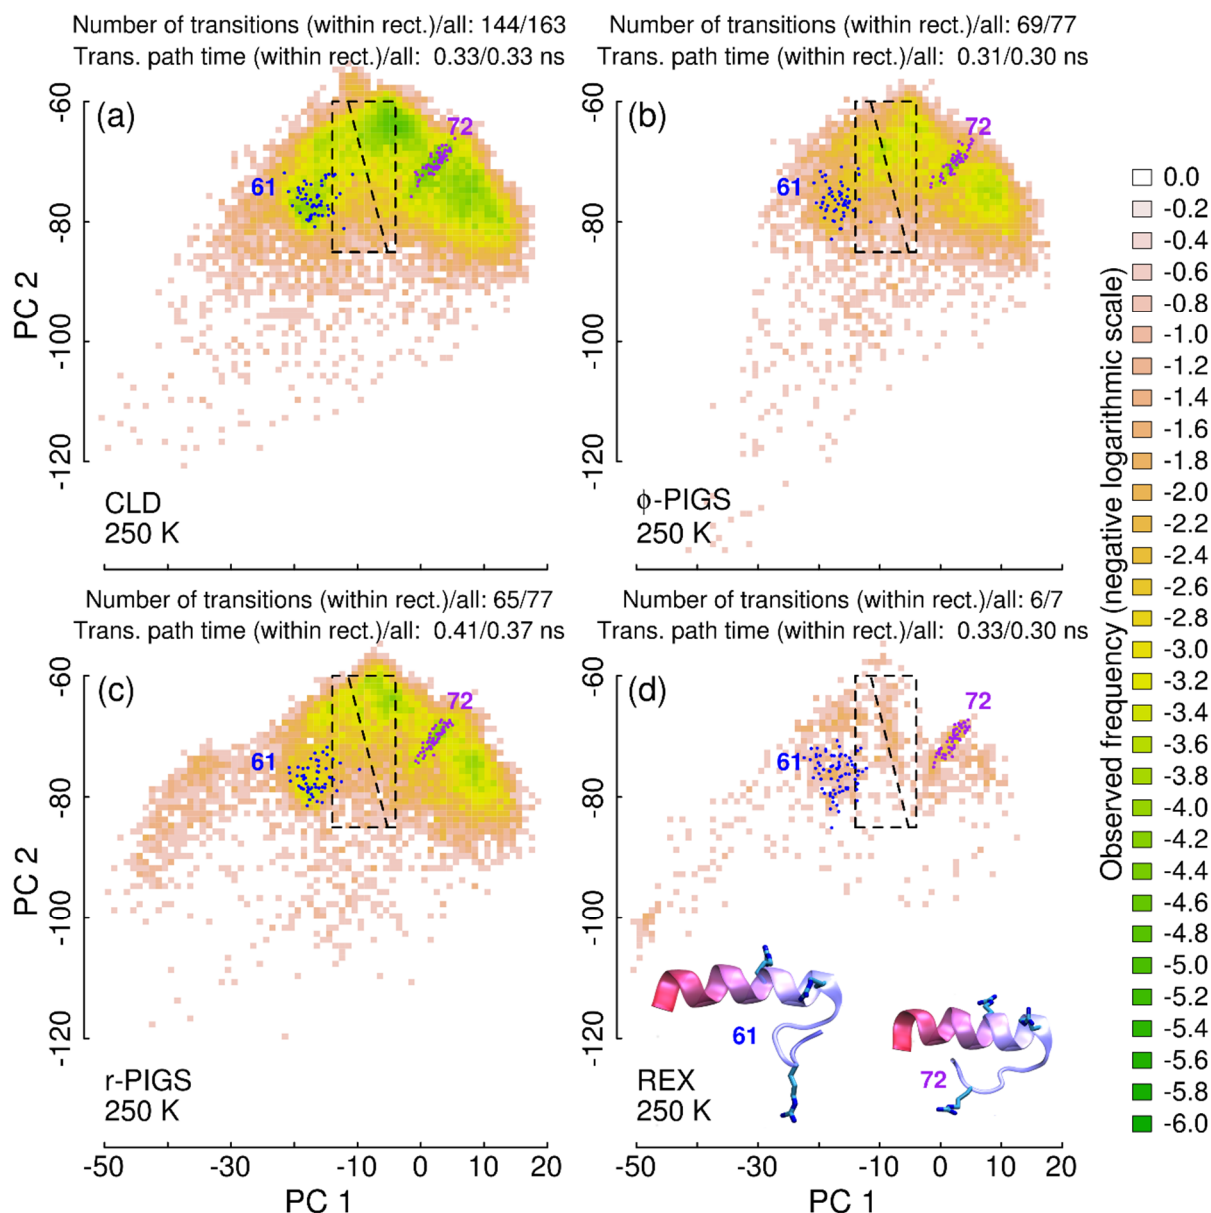 Number of transitions (within rect.)/all: 144/163
Trans. path time (within rect.)/all: 0.33/0.33 ns
Number of transitions (within rect.)/all: 69/77
Trans. path time (within rect.)/all: 0.31/0.30 ns
-60
-80
-100
-120
PC 2
(a)
72
61
CLD
250 K
-60
-80
-100
-120
(b)
72
61
ϕ-PIGS
250 K
Number of transitions (within rect.)/all: 65/77
Trans. path time (within rect.)/all: 0.41/0.37 ns
Number of transitions (within rect.)/all: 6/7
Trans. path time (within rect.)/all: 0.33/0.30 ns
-60
-80
-100
-120
PC 2
(c)
72
61
r-PIGS
250 K
-50
-30
-10
0
10
20
PC 1
-60
-80
-100
-120
(d)
72
61
61
72
REX
250 K
-50
-30
-10
0
10
20
PC 1
Observed frequency (negative logarithmic scale)
0.0
-0.2
-0.4
-0.6
-0.8
-1.0
-1.2
-1.4
-1.6
-1.8
-2.0
-2.2
-2.4
-2.6
-2.8
-3.0
-3.2
-3.4
-3.6
-3.8
-4.0
-4.2
-4.4
-4.6
-4.8
-5.0
-5.2
-5.4
-5.6
-5.8
-6.0